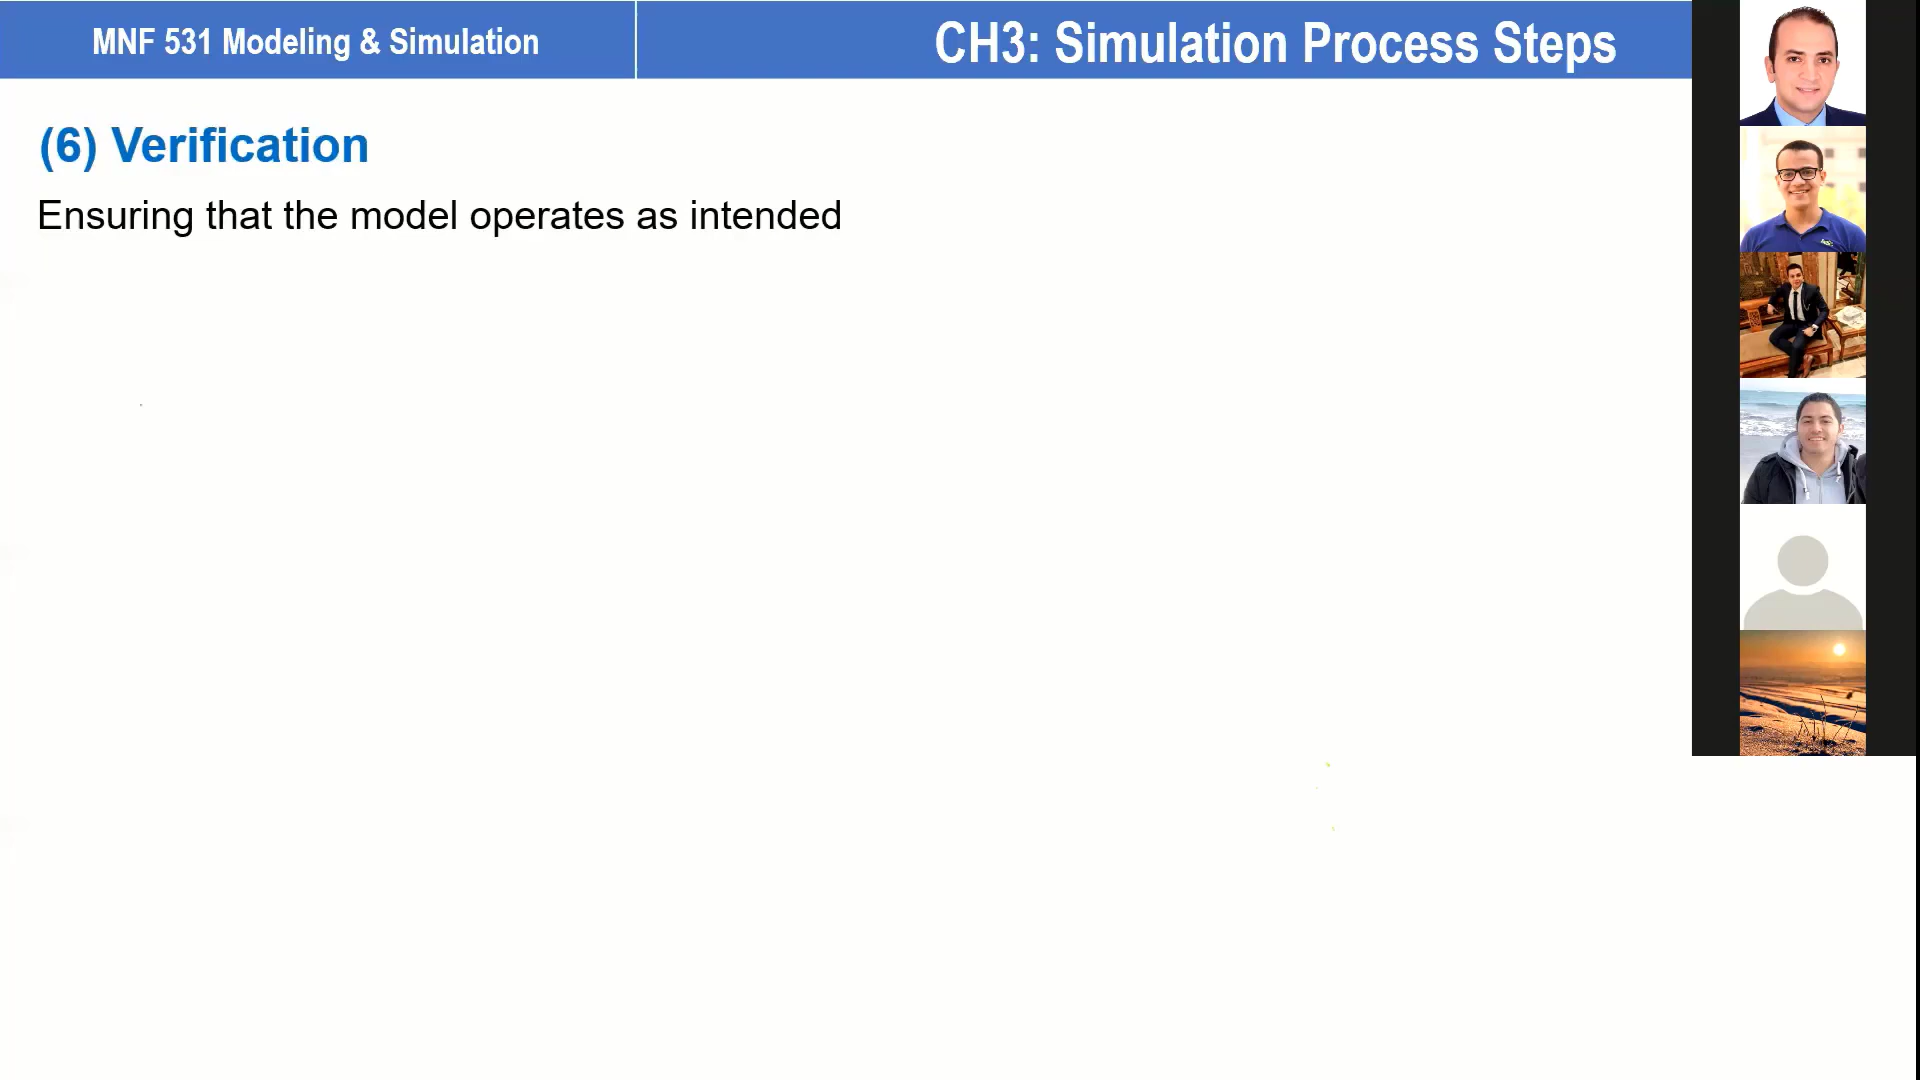 MNF 531 Modeling & Simulation
CH3: Simulation Process Steps
(6) Verification
Ensuring that the model operates as intended